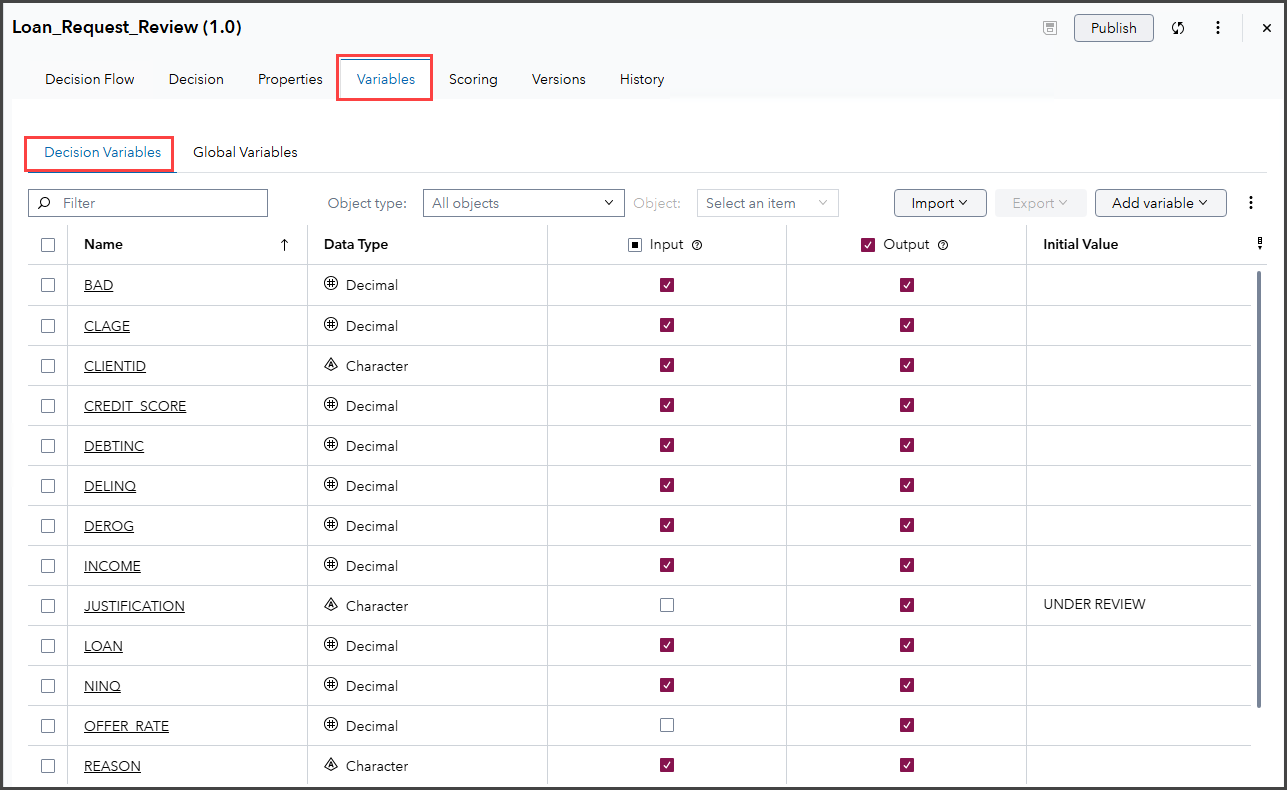 Loan_Request_Review (1.0)
Publish
Decision Flow Decision Properties Variables Scoring Versions History
Decision Variables Global Variables
Filter Object type: All objects Object: Select an item Import Export Add variable
Name Data Type Input Output Initial Value
BAD Decimal
CLAGE Decimal
CLIENTID Character
CREDIT_SCORE Decimal
DEBTINC Decimal
DELINQ Decimal
DEROG Decimal
INCOME Decimal
JUSTIFICATION Character UNDER REVIEW
LOAN Decimal
NINQ Decimal
OFFER_RATE Decimal
REASON Character